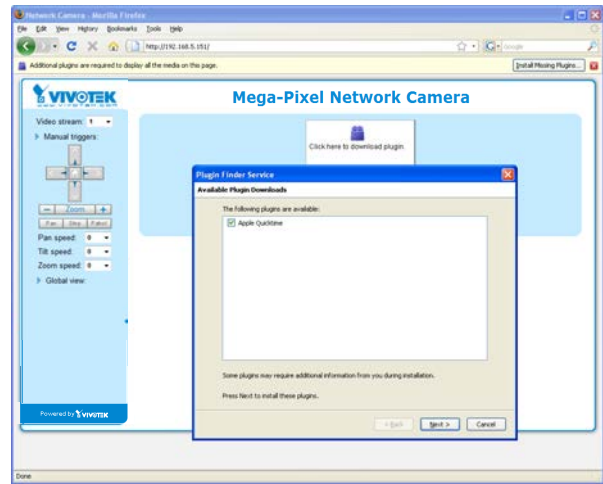 Network Camera - Mozilla Firefox
File Edit View History Bookmarks Tools Help
http://192.168.5.151/
Google
Additional plugins are required to display all the media on this page.
Install Missing Plugins...
VIVOTEK
Mega-Pixel Network Camera
Video stream: 1
Manual triggers:
Click here to download plugin.
Zoom
Pan Stop Patrol
Pan speed: 0
Tilt speed: 0
Zoom speed: 0
Global view:
Powered by VIVOTEK
Plugin Finder Service
Available Plugin Downloads
The following plugins are available:
Apple Quicktime
Some plugins may require additional information from you during installation.
Press Next to install these plugins.
< Back Next > Cancel
Done